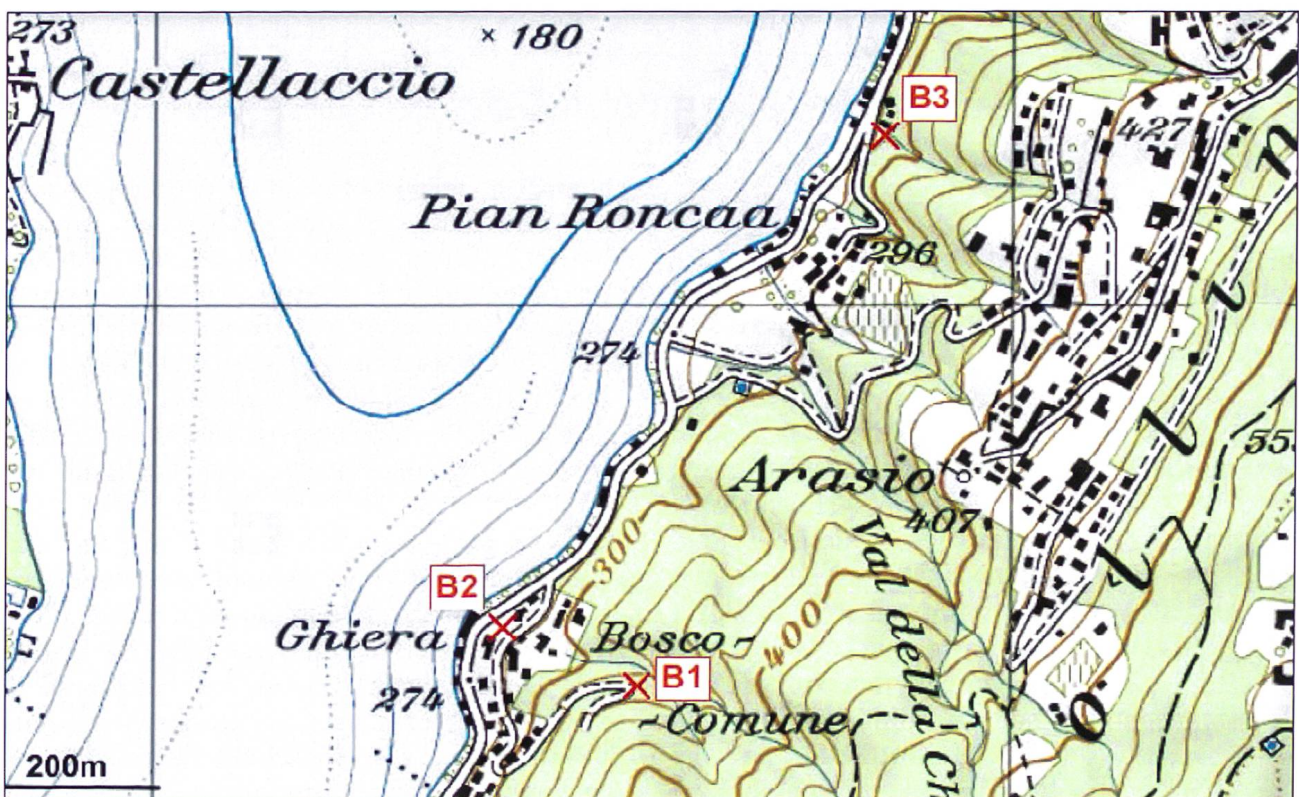 273
× 180
Castellaccio
B3
427
Pian Roncaa
296
274
Arasio
55
407
300
B2
Ghiera
Bosco-
400
B1
274
-Comune
Val della Ch
200m